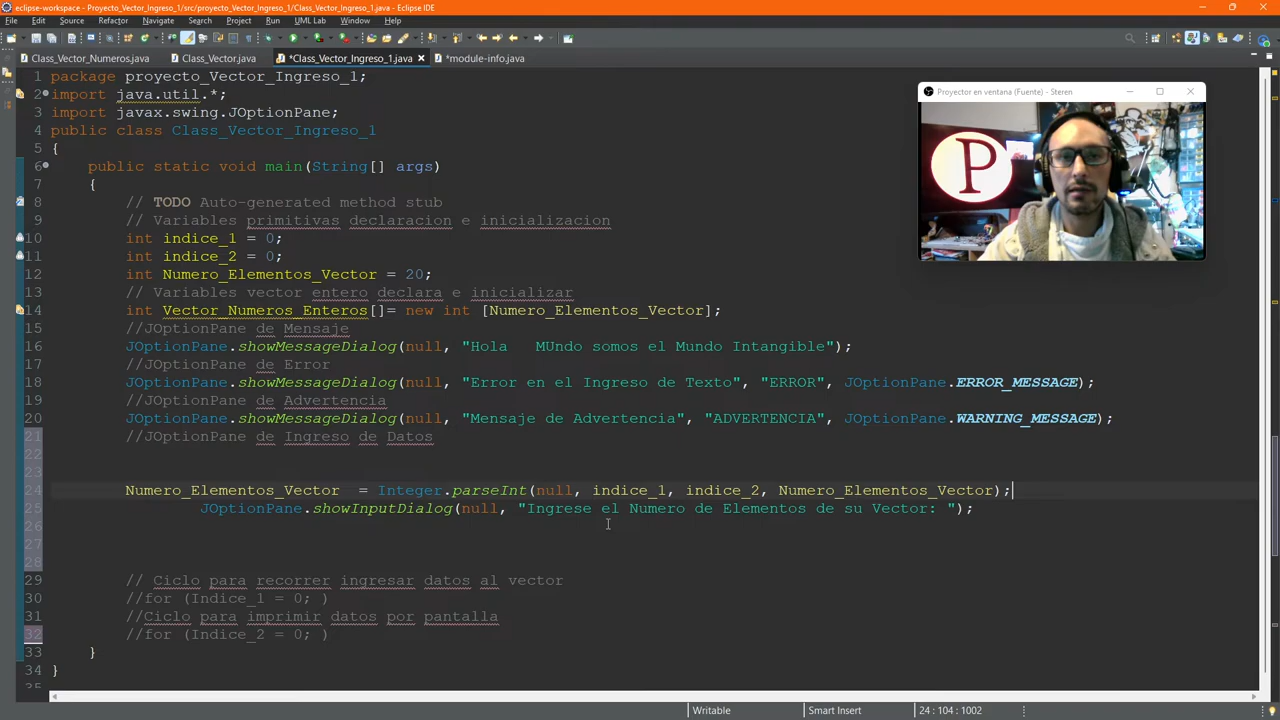 eclipse-workspace - Proyecto_Vector_Ingreso_1/src/proyecto_Vector_Ingreso_1/Class_Vector_Ingreso_1.java - Eclipse IDE
File Edit Source Refactor Navigate Search Project Run UML Lab Window Help
Class_Vector_Numeros.java Class_Vector.java *Class_Vector_Ingreso_1.java *module-info.java
1 package proyecto_Vector_Ingreso_1;
2 import java.util.*;
3 import javax.swing.JOptionPane;
4 public class Class_Vector_Ingreso_1
5 {
6 public static void main(String[] args)
7 {
8 // TODO Auto-generated method stub
9 // Variables primitivas declaracion e inicializacion
10 int indice_1 = 0;
11 int indice_2 = 0;
12 int Numero_Elementos_Vector = 20;
13 // Variables vector entero declara e inicializar
14 int Vector_Numeros_Enteros[]= new int [Numero_Elementos_Vector];
15 //JOptionPane de Mensaje
16 JOptionPane.showMessageDialog(null, "Hola   MUndo somos el Mundo Intangible");
17 //JOptionPane de Error
18 JOptionPane.showMessageDialog(null, "Error en el Ingreso de Texto", "ERROR", JOptionPane.ERROR_MESSAGE);
19 //JOptionPane de Advertencia
20 JOptionPane.showMessageDialog(null, "Mensaje de Advertencia", "ADVERTENCIA", JOptionPane.WARNING_MESSAGE);
21 //JOptionPane de Ingreso de Datos
22
23
24 Numero_Elementos_Vector  = Integer.parseInt(null, indice_1, indice_2, Numero_Elementos_Vector);
25 JOptionPane.showInputDialog(null, "Ingrese el Numero de Elementos de su Vector: ");
26
27
28
29 // Ciclo para recorrer ingresar datos al vector
30 //for (Indice_1 = 0; )
31 //Ciclo para imprimir datos por pantalla
32 //for (Indice_2 = 0; )
33 }
34 }
35
Proyector en ventana (Fuente) - Steren
P
Writable Smart Insert 24 : 104 : 1002